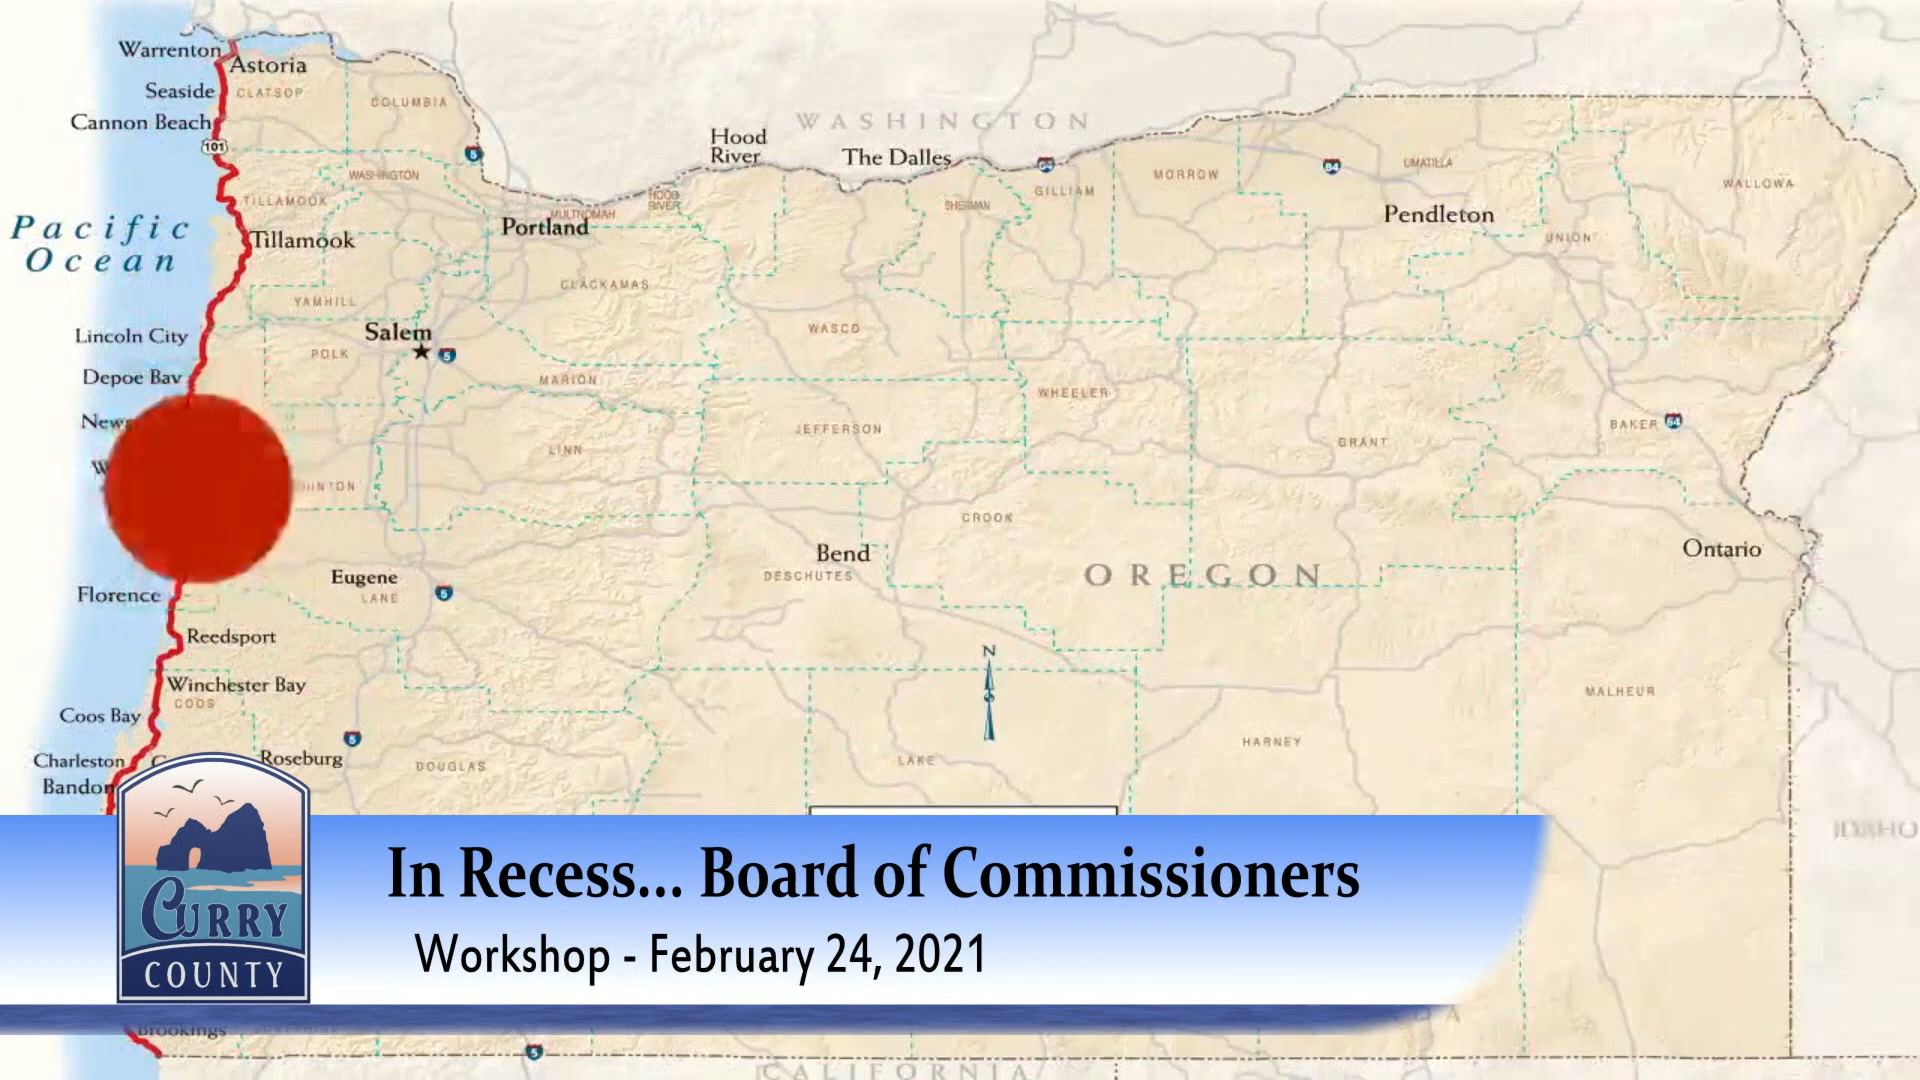 Warrenton
Astoria
Seaside
CLATSOP
COLUMBIA
Cannon Beach
101
WASHINGTON
Hood
River
The Dalles
5
84
84
UMATILLA
WASHINGTON
MORROW
WALLOWA
GILLIAM
TILLAMOOK
HOOD
RIVER
SHERMAN
MULTNOMAH
Portland
Pendleton
Pacific
Ocean
Tillamook
UNION
CLACKAMAS
YAMHILL
WASCO
Lincoln City
Salem
POLK
5
Depoe Bay
MARION
WHEELER
New
JEFFERSON
BAKER
84
GRANT
LINN
W
CROOK
Bend
DESCHUTES
Ontario
OREGON
Eugene
LANE
5
Florence
Reedsport
N
Winchester Bay
COOS
MALHEUR
Coos Bay
5
HARNEY
Charleston
Roseburg
DOUGLAS
LAKE
Bandon
IDAHO
In Recess... Board of Commissioners
Workshop - February 24, 2021
CURRY
COUNTY
Brookings
5
CALIFORNIA